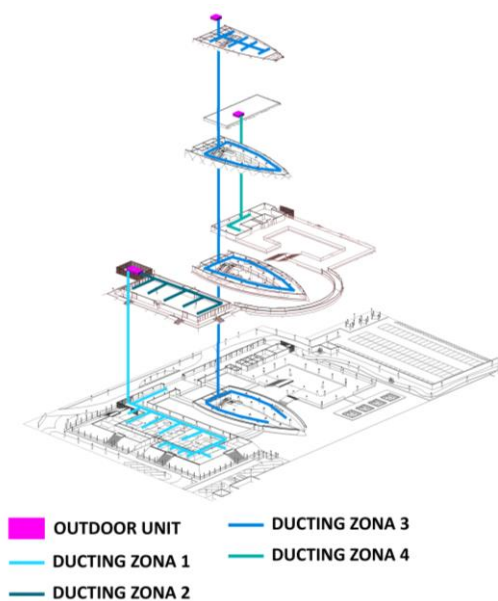 OUTDOOR UNIT
DUCTING ZONA 1
DUCTING ZONA 2
DUCTING ZONA 3
DUCTING ZONA 4